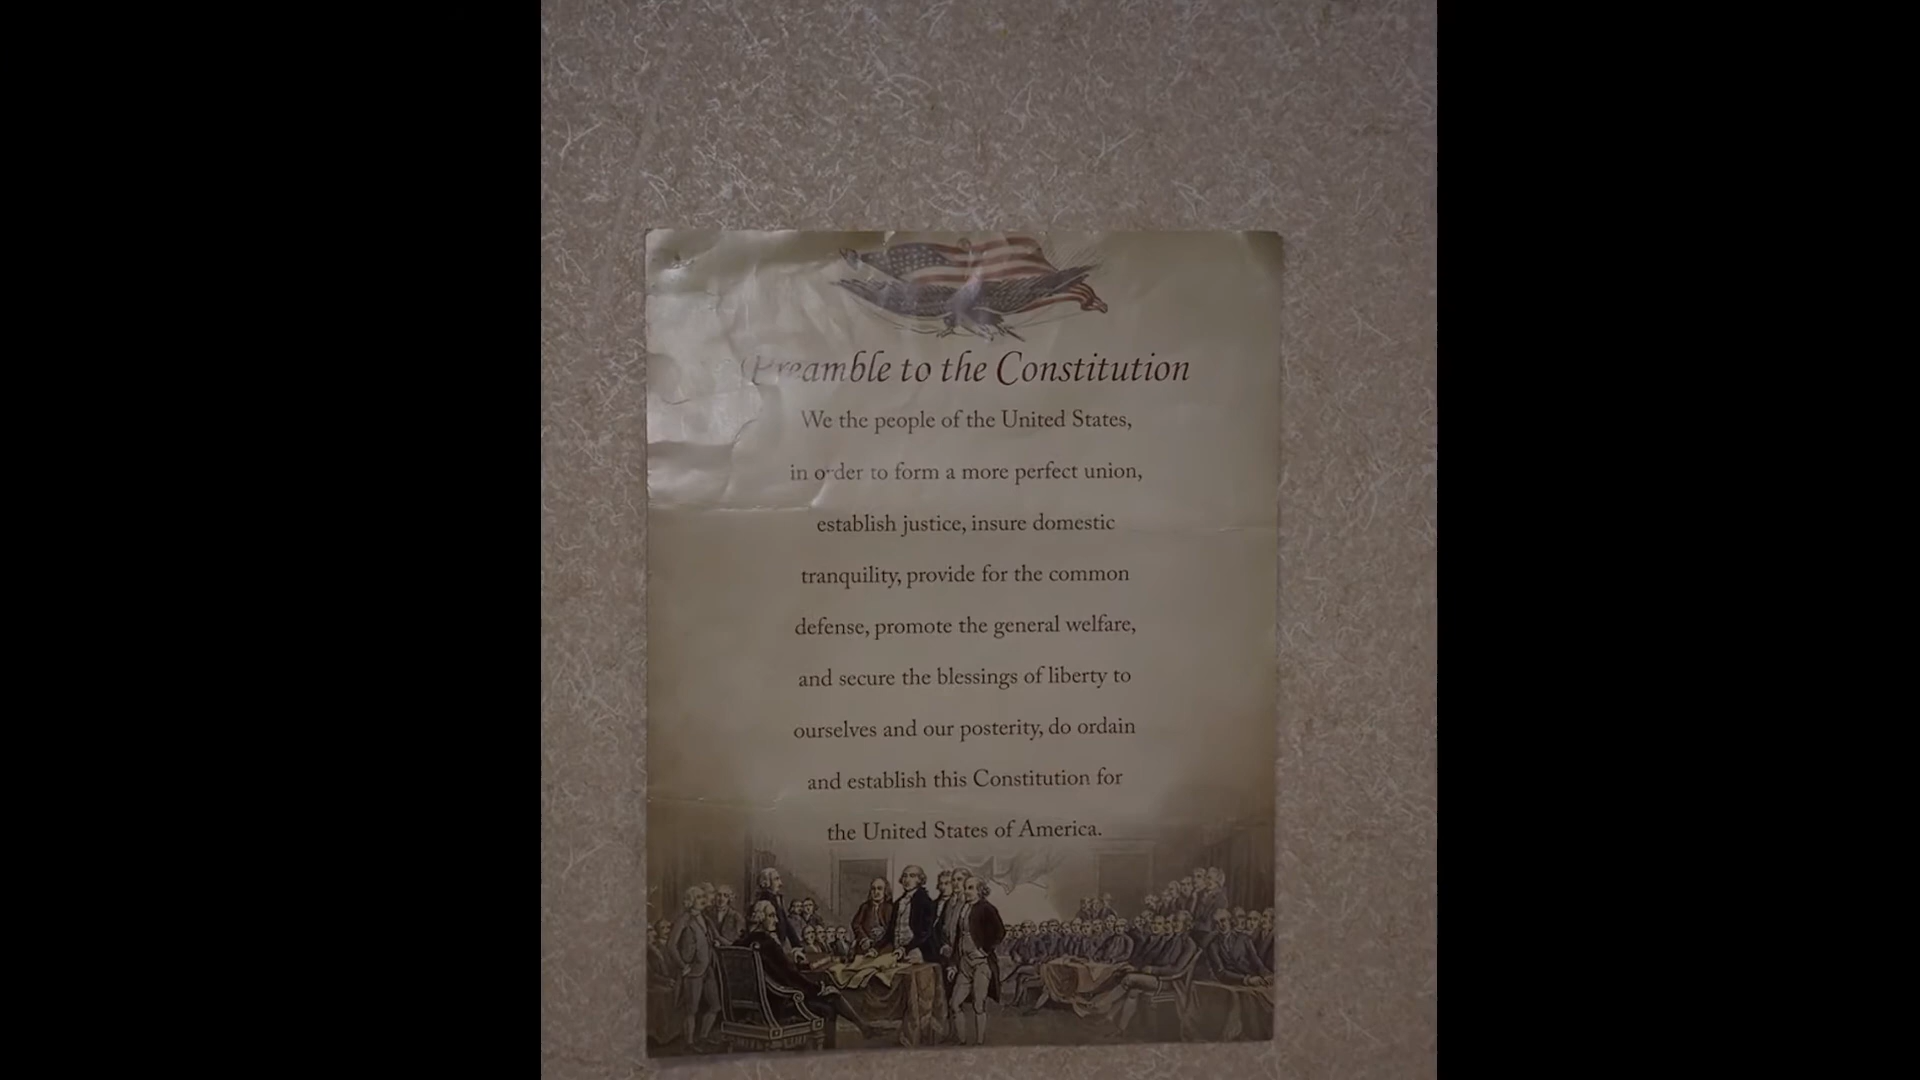 Preamble to the Constitution
We the people of the United States,
in order to form a more perfect union,
establish justice, insure domestic
tranquility, provide for the common
defense, promote the general welfare,
and secure the blessings of liberty to
ourselves and our posterity, do ordain
and establish this Constitution for
the United States of America.